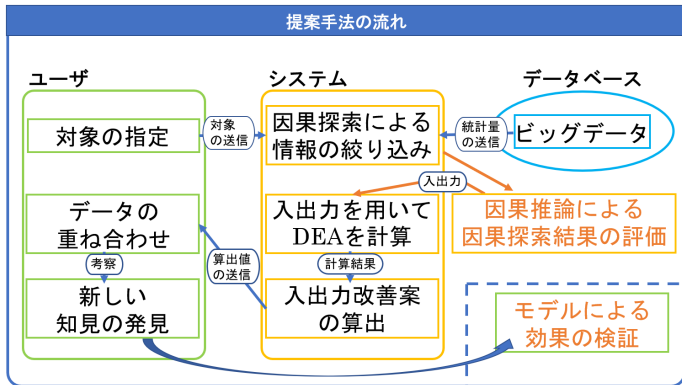 提案手法の流れ
ユーザ
システム
データベース
対象の指定
対象
の送信
因果探索による
情報の絞り込み
統計量
の送信
ビッグデータ
入出力
データの
重ね合わせ
入出力を用いて
DEAを計算
因果推論による
因果探索結果の評価
考察
算出値
の送信
計算結果
新しい
知見の発見
入出力改善案
の算出
モデルによる
効果の検証